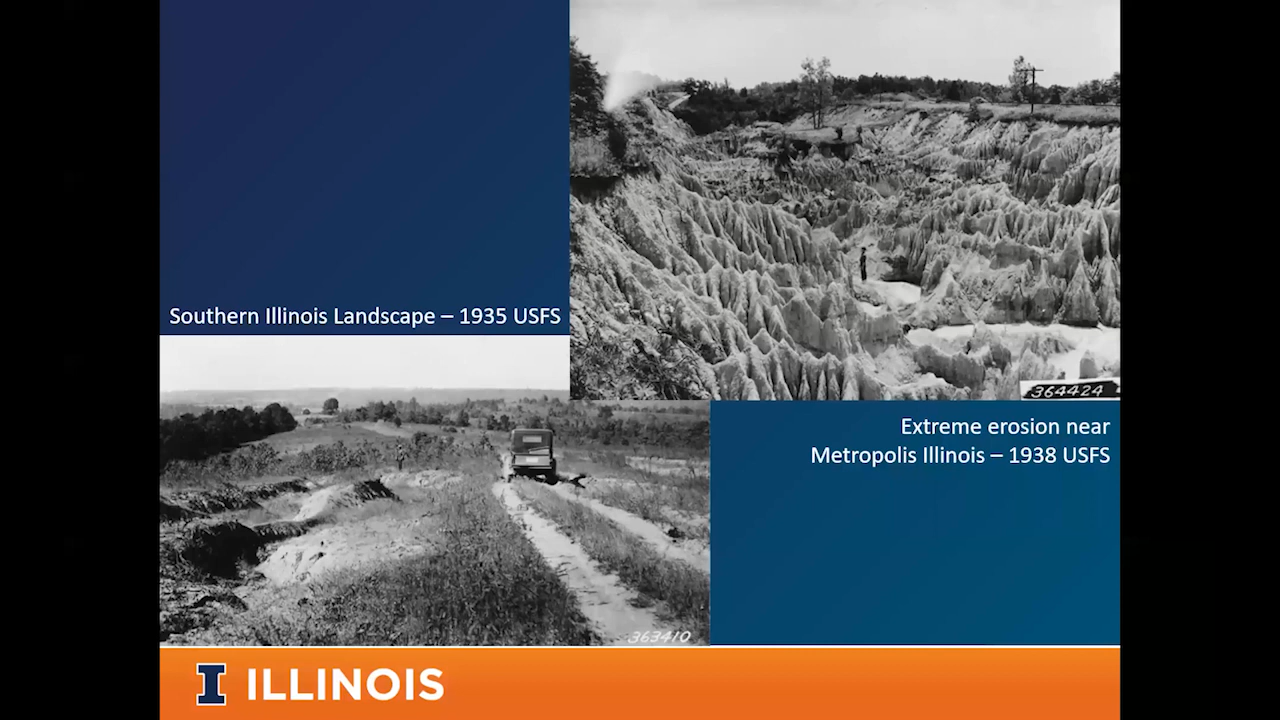 Southern Illinois Landscape – 1935 USFS
364424
Extreme erosion near
Metropolis Illinois – 1938 USFS
363410
I ILLINOIS